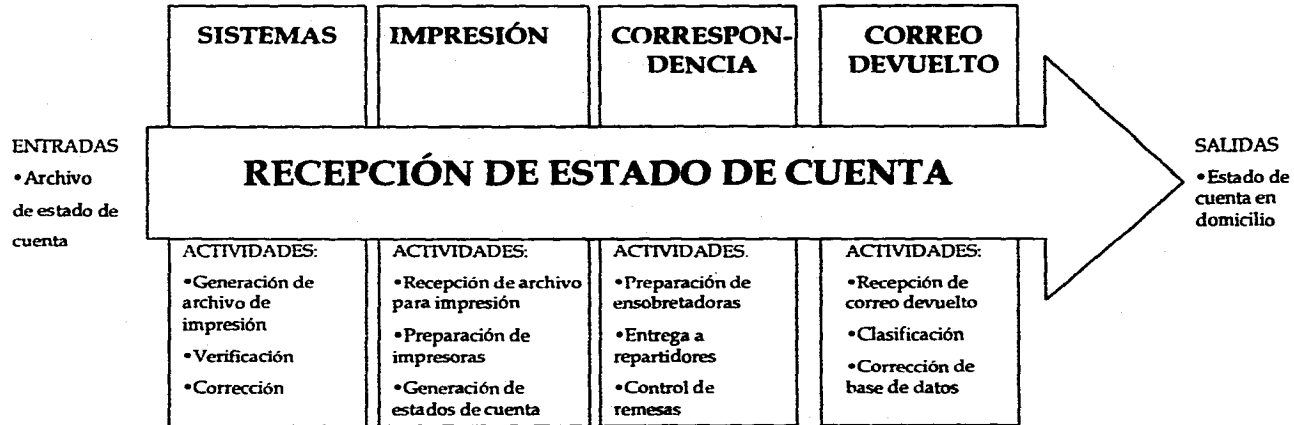 SISTEMAS
IMPRESIÓN
CORRESPON-
DENCIA
CORREO
DEVUELTO
ENTRADAS
•Archivo
de estado de
cuenta
RECEPCIÓN DE ESTADO DE CUENTA
SALIDAS
•Estado de
cuenta en
domicilio
ACTIVIDADES:
•Generación de
archivo de
impresión
•Verificación
•Corrección
ACTIVIDADES:
•Recepción de archivo
para impresión
•Preparación de
impresoras
•Generación de
estados de cuenta
ACTIVIDADES.
•Preparación de
ensobretadoras
•Entrega a
repartidores
•Control de
remesas
ACTIVIDADES:
•Recepción de
correo devuelto
•Clasificación
•Corrección de
base de datos